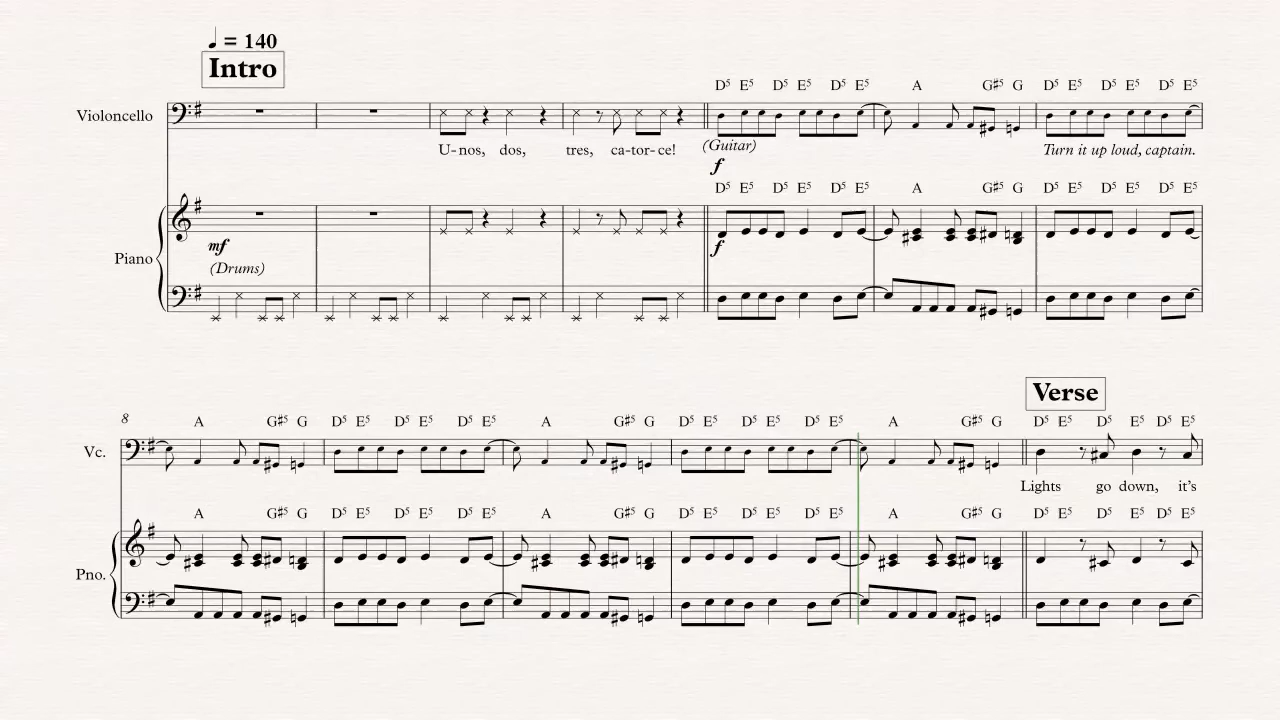 ♩ = 140
Intro
D5 E5 D5 E5 D5 E5 A G#5 G D5 E5 D5 E5 D5 E5
Violoncello
U-nos, dos, tres, ca-tor-ce! (Guitar) Turn it up loud, captain.
f
D5 E5 D5 E5 D5 E5 A G#5 G D5 E5 D5 E5 D5 E5
mf f
Piano
(Drums)
Verse
8
A G#5 G D5 E5 D5 E5 D5 E5 A G#5 G D5 E5 D5 E5 D5 E5 A G#5 G D5 E5 D5 E5
Vc.
Lights go down, it's
A G#5 G D5 E5 D5 E5 D5 E5 A G#5 G D5 E5 D5 E5 D5 E5 A G#5 G D5 E5 D5 E5
Pno.